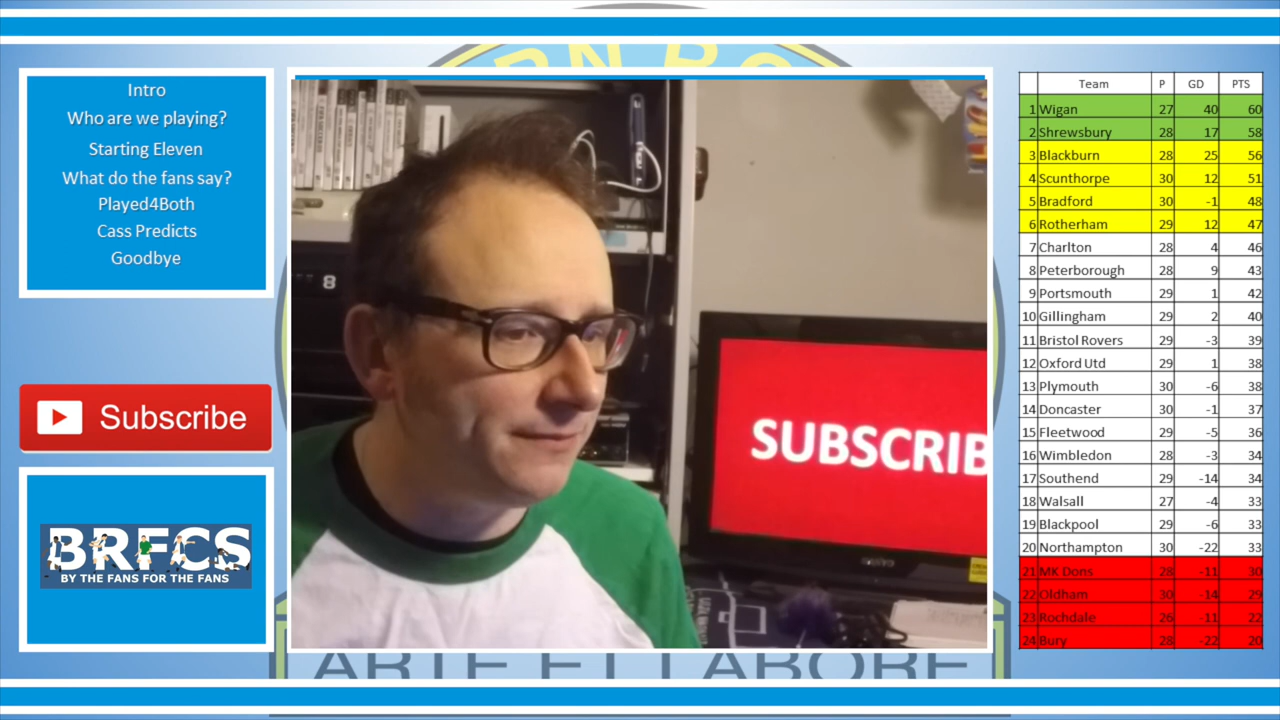 Intro
Who are we playing?
Starting Eleven
What do the fans say?
Played4Both
Cass Predicts
Goodbye
Subscribe
BRFCS
BY THE FANS FOR THE FANS
8
SUBSCRIB
RN RO
ARTE ET LABORE
Team P GD PTS
1 Wigan 27 40 60
2 Shrewsbury 28 17 58
3 Blackburn 28 25 56
4 Scunthorpe 30 12 51
5 Bradford 30 -1 48
6 Rotherham 29 12 47
7 Charlton 28 4 46
8 Peterborough 28 9 43
9 Portsmouth 29 1 42
10 Gillingham 29 2 40
11 Bristol Rovers 29 -3 39
12 Oxford Utd 29 1 38
13 Plymouth 30 -6 38
14 Doncaster 30 -1 37
15 Fleetwood 29 -5 36
16 Wimbledon 28 -3 34
17 Southend 29 -14 34
18 Walsall 27 -4 33
19 Blackpool 29 -6 33
20 Northampton 30 -22 33
21 MK Dons 28 -11 30
22 Oldham 30 -14 29
23 Rochdale 26 -11 22
24 Bury 28 -22 20